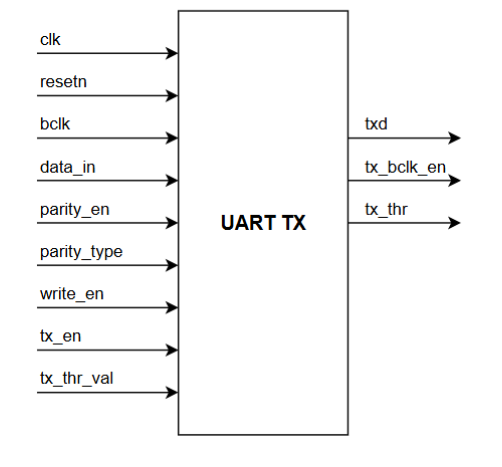 clk
resetn
bclk
data_in
parity_en
parity_type
write_en
tx_en
tx_thr_val
UART TX
txd
tx_bclk_en
tx_thr